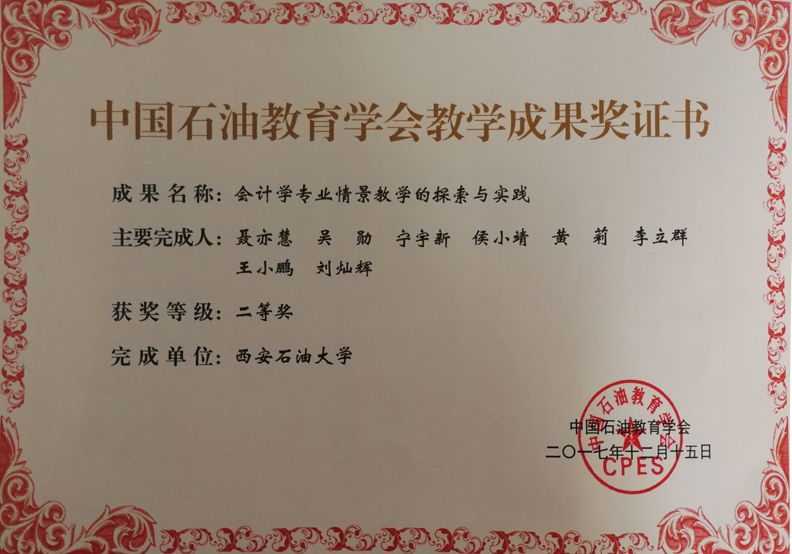 中国石油教育学会教学成果奖证书
成果名称：会计学专业情景教学的探索与实践
主要完成人：聂亦慧 吴 勋 宁宇新 侯小靖 黄 莉 李立群
王小鹏 刘灿辉
获奖等级：二等奖
完成单位：西安石油大学
中国石油教育学会
中国石油教育学会
二〇一七年十二月十五日
CPES